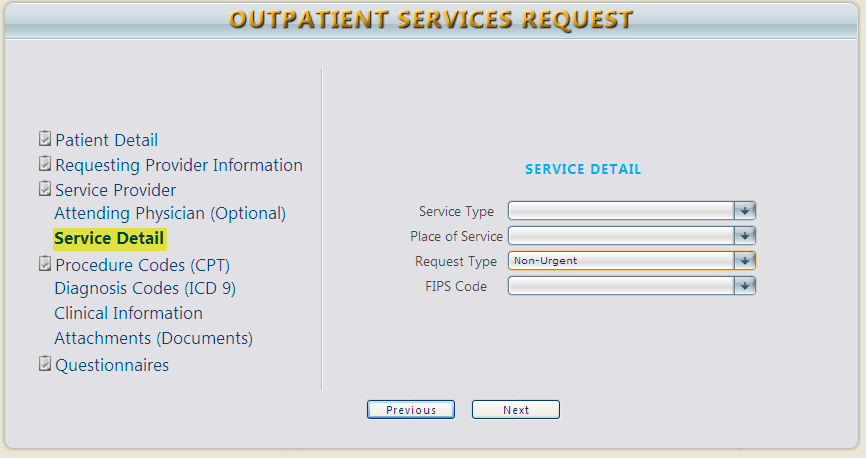 OUTPATIENT SERVICES REQUEST
Patient Detail
Requesting Provider Information
Service Provider
Attending Physician (Optional)
Service Detail
Procedure Codes (CPT)
Diagnosis Codes (ICD 9)
Clinical Information
Attachments (Documents)
Questionnaires
SERVICE DETAIL
Service Type
Place of Service
Request Type Non-Urgent
FIPS Code
Previous Next